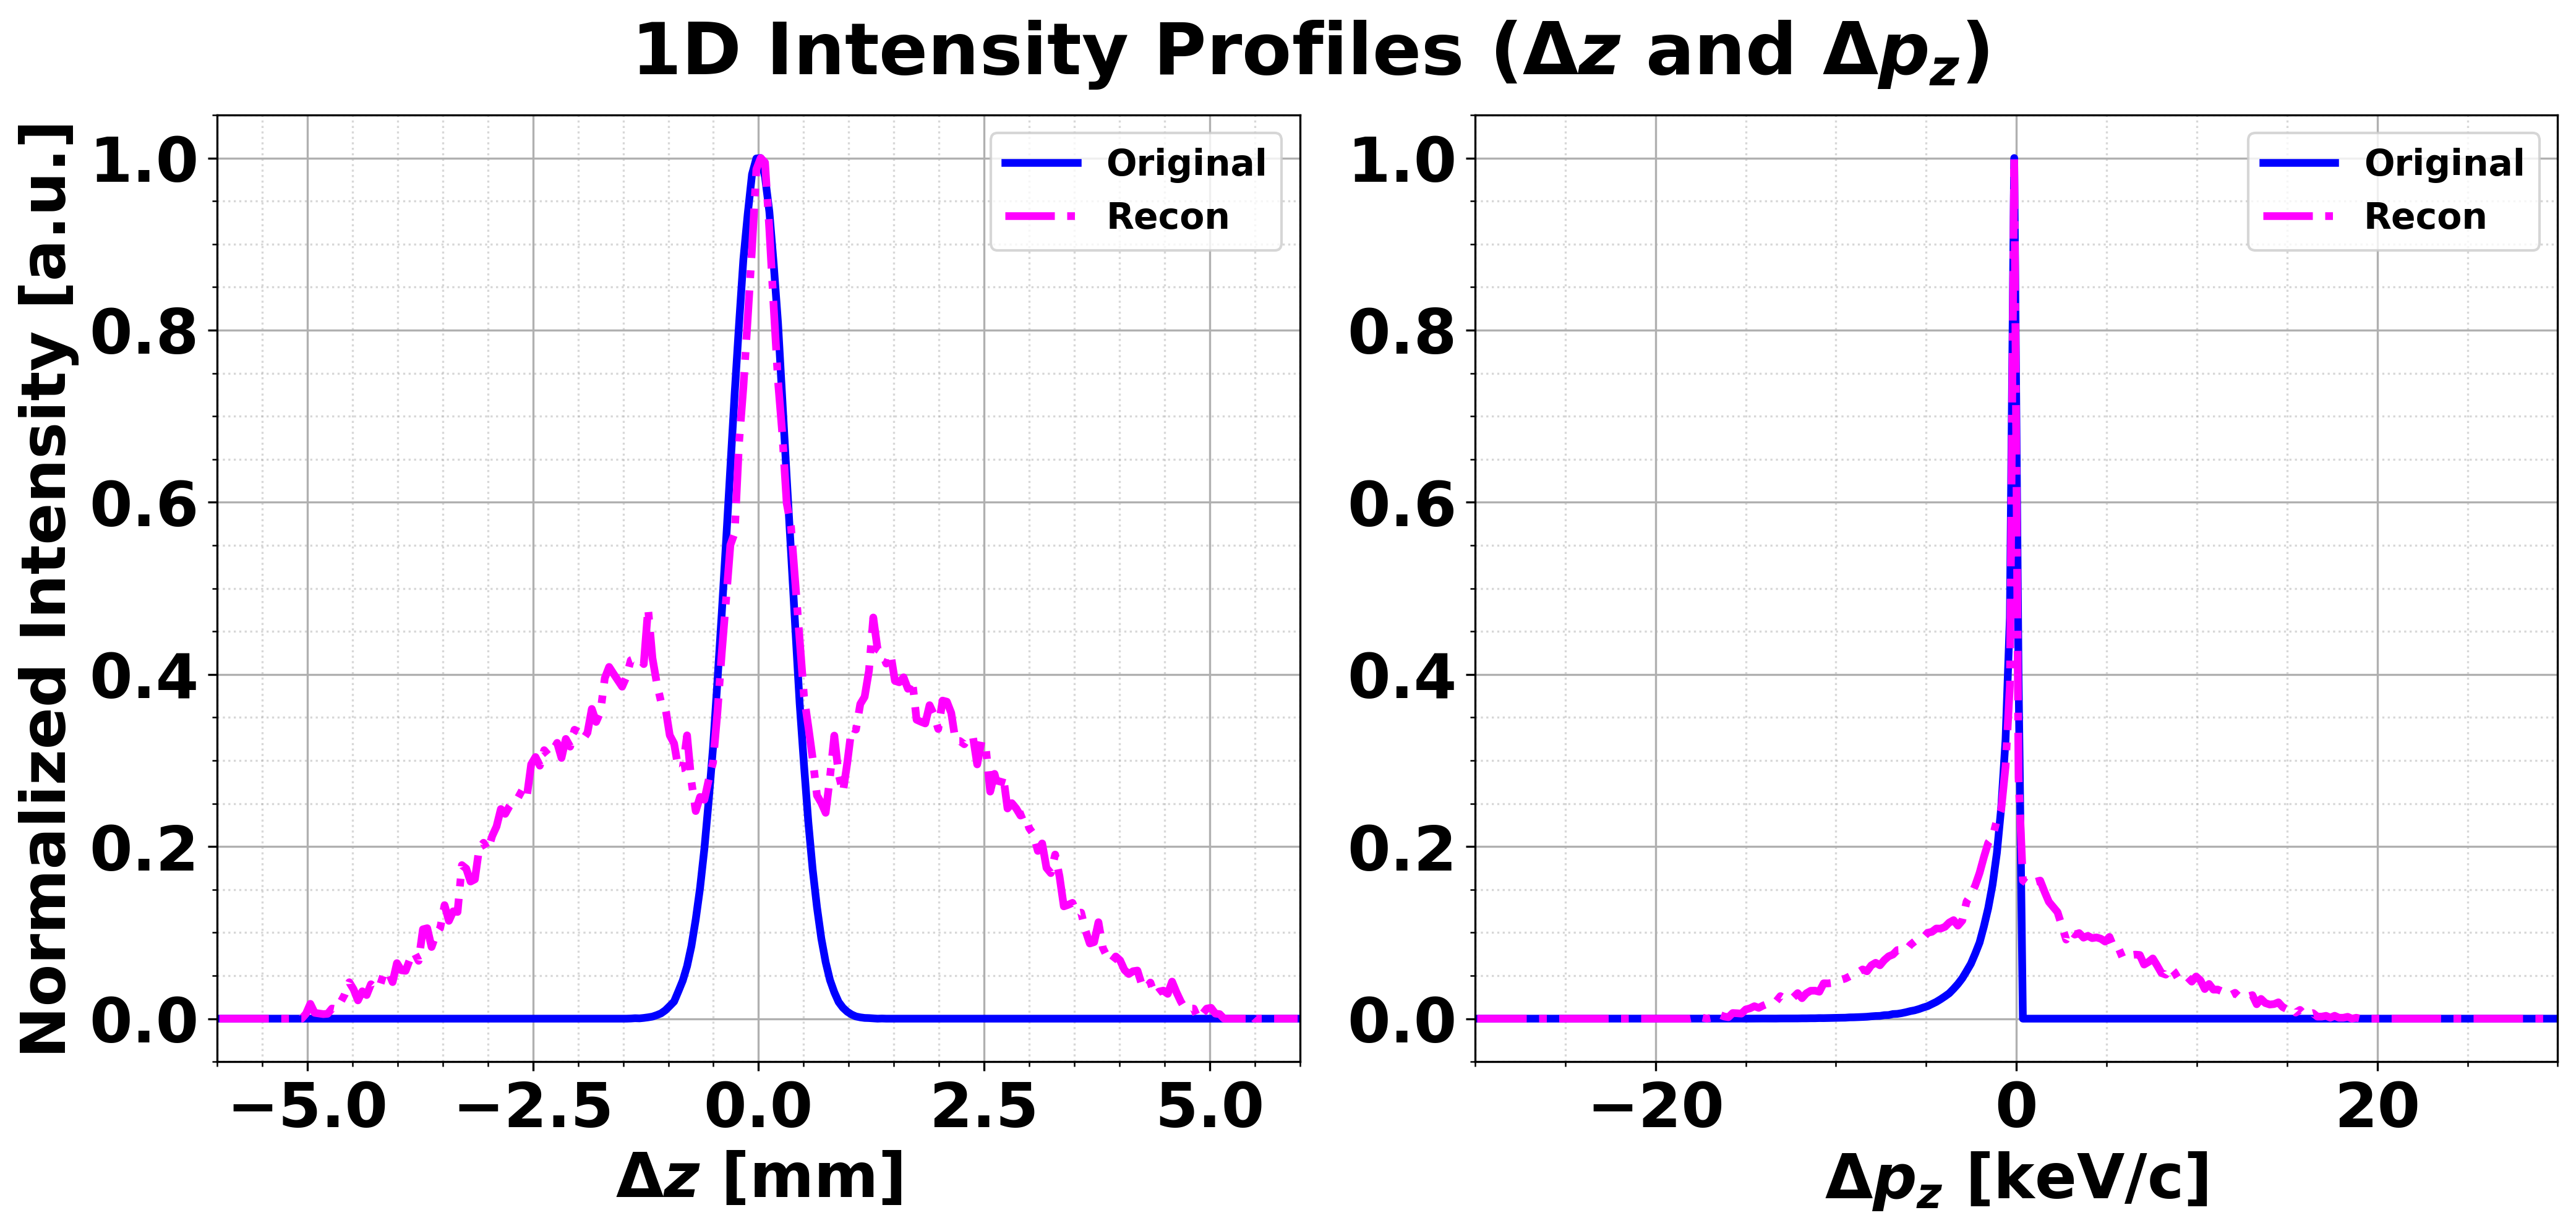 1D Intensity Profiles (Δz and Δp_z)
Normalized Intensity [a.u.]
1.0
0.8
0.6
0.4
0.2
0.0
−5.0 −2.5 0.0 2.5 5.0
Δz [mm]
Original
Recon
1.0
0.8
0.6
0.4
0.2
0.0
−20 0 20
Δp_z [keV/c]
Original
Recon